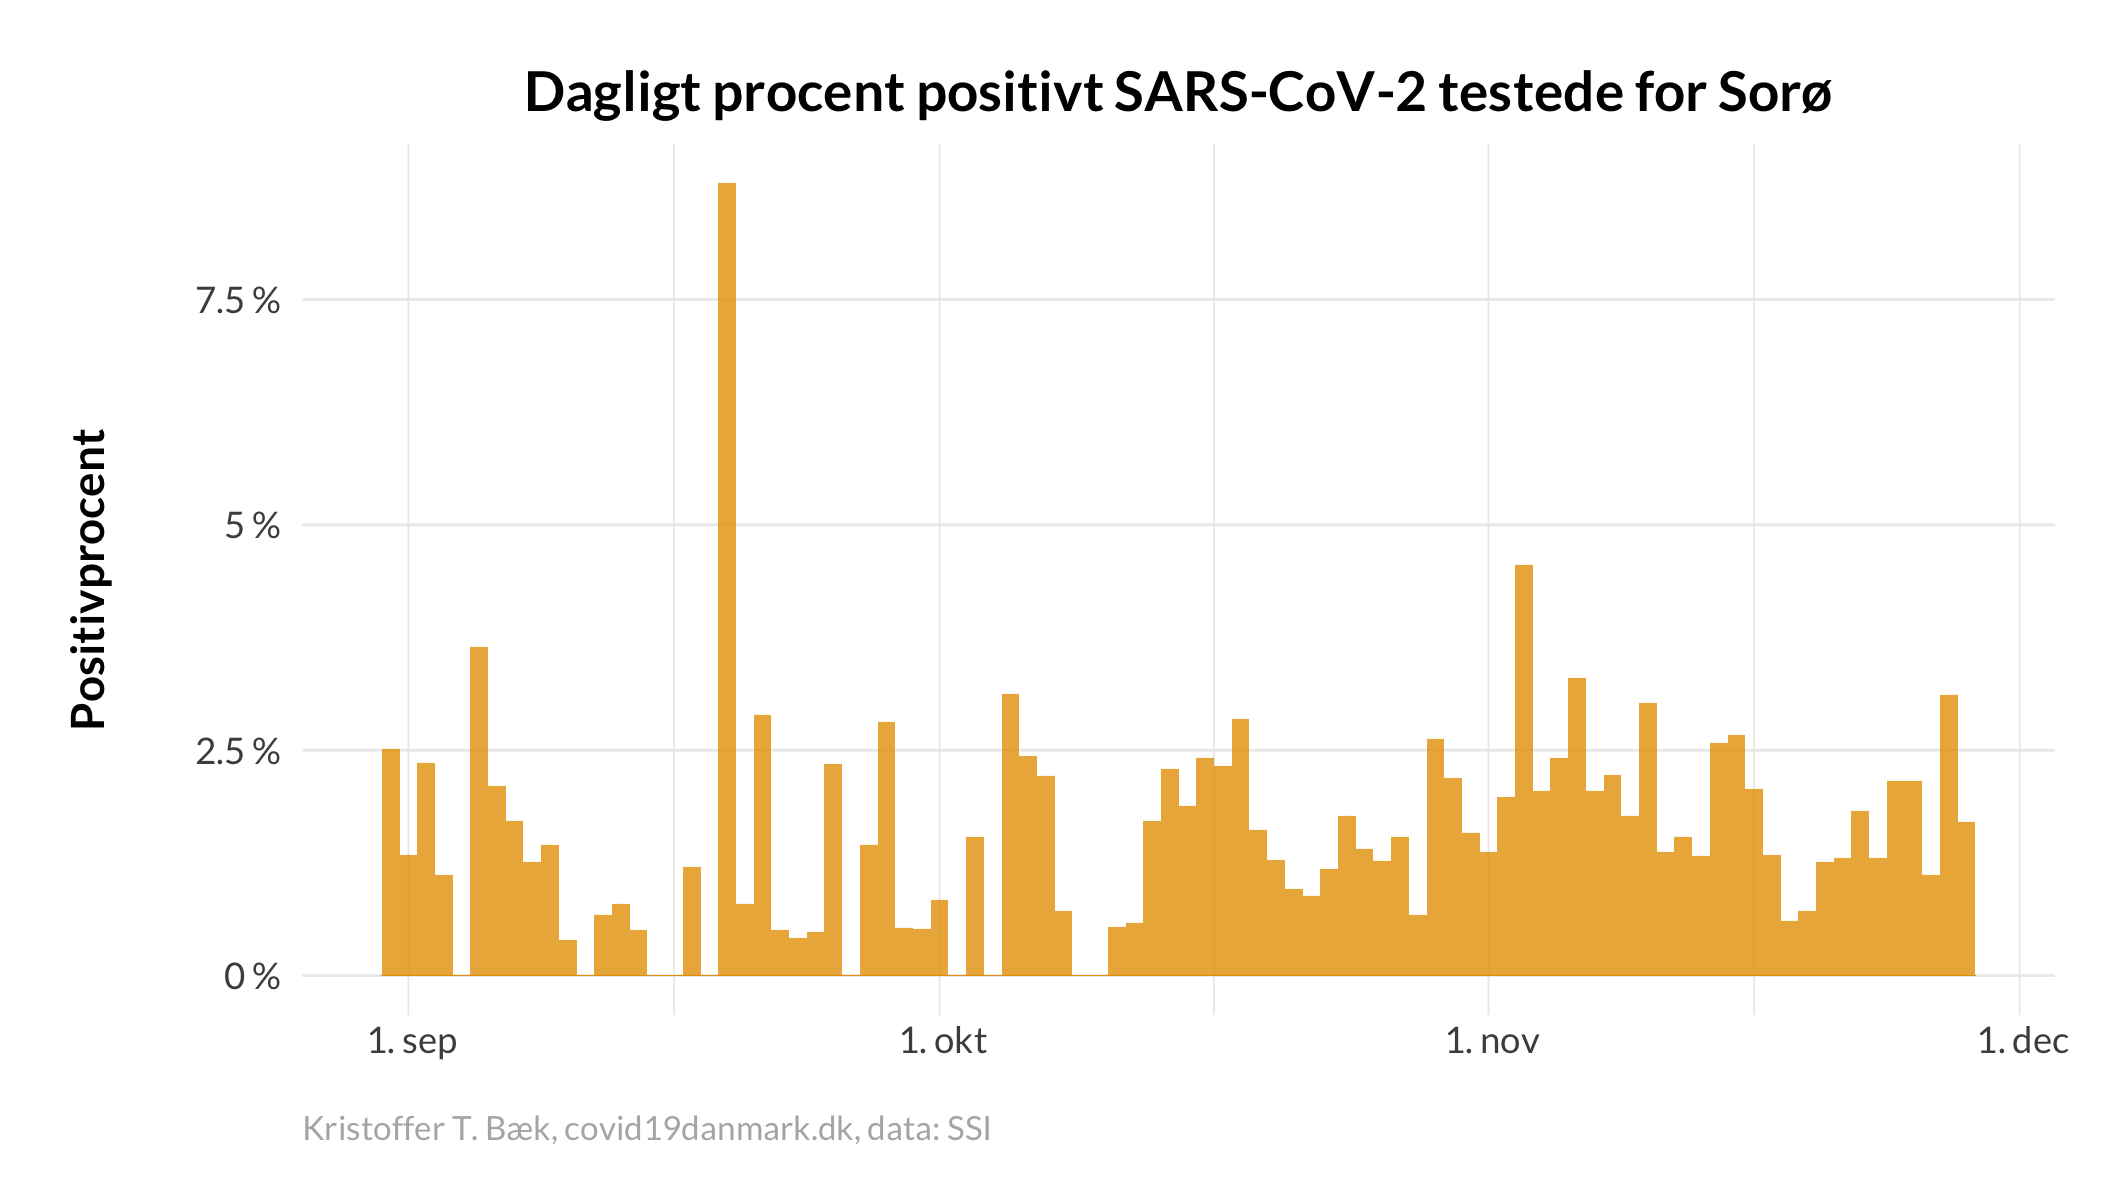 Dagligt procent positivt SARS-CoV-2 testede for Sorø
Positivprocent
7.5 %
5 %
2.5 %
0 %
1. sep
1. okt
1. nov
1. dec
Kristoffer T. Bæk, covid19danmark.dk, data: SSI